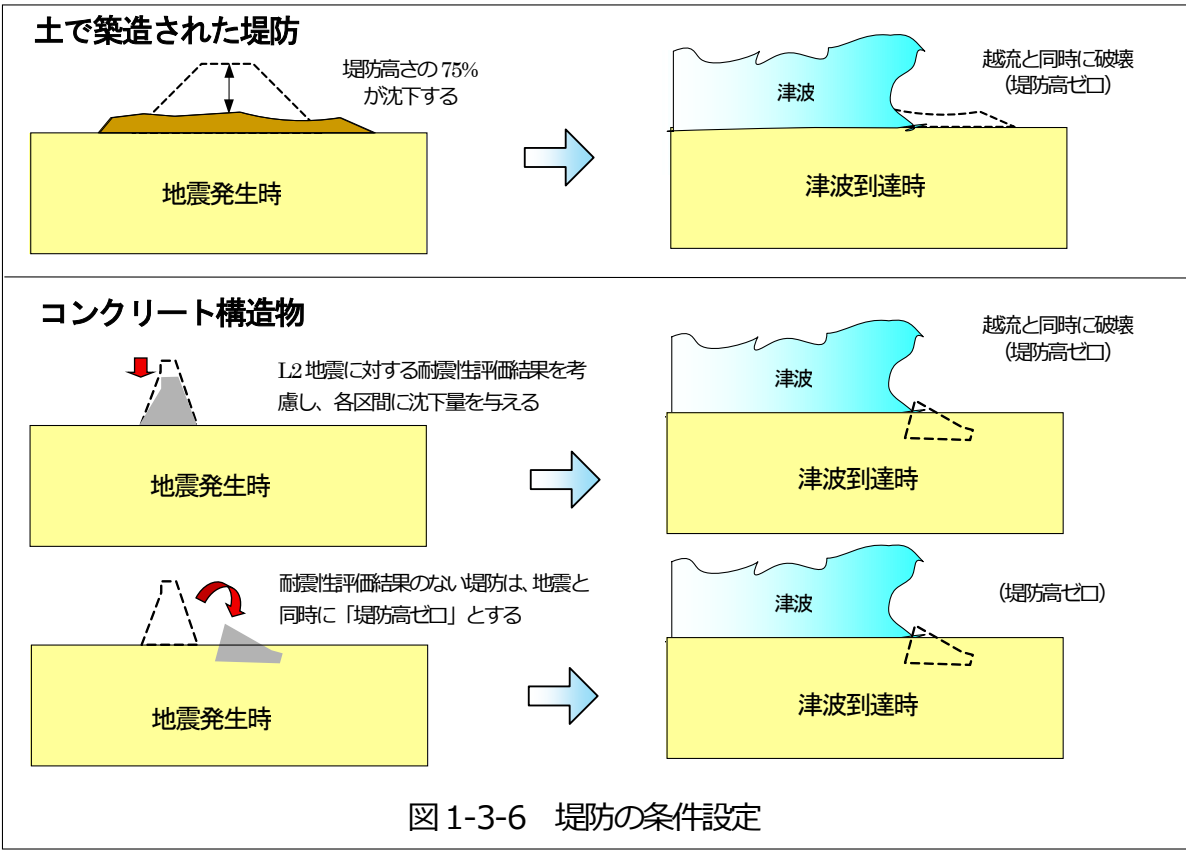 土で築造された堤防
堤防高さの 75%
が沈下する
地震発生時
津波
越流と同時に破壊
（堤防高ゼロ）
津波到達時
コンクリート構造物
L2 地震に対する耐震性評価結果を考
慮し、各区間に沈下量を与える
地震発生時
津波
越流と同時に破壊
（堤防高ゼロ）
津波到達時
耐震性評価結果のない堤防は、地震と
同時に「堤防高ゼロ」とする
地震発生時
津波
（堤防高ゼロ）
津波到達時
図 1-3-6　堤防の条件設定